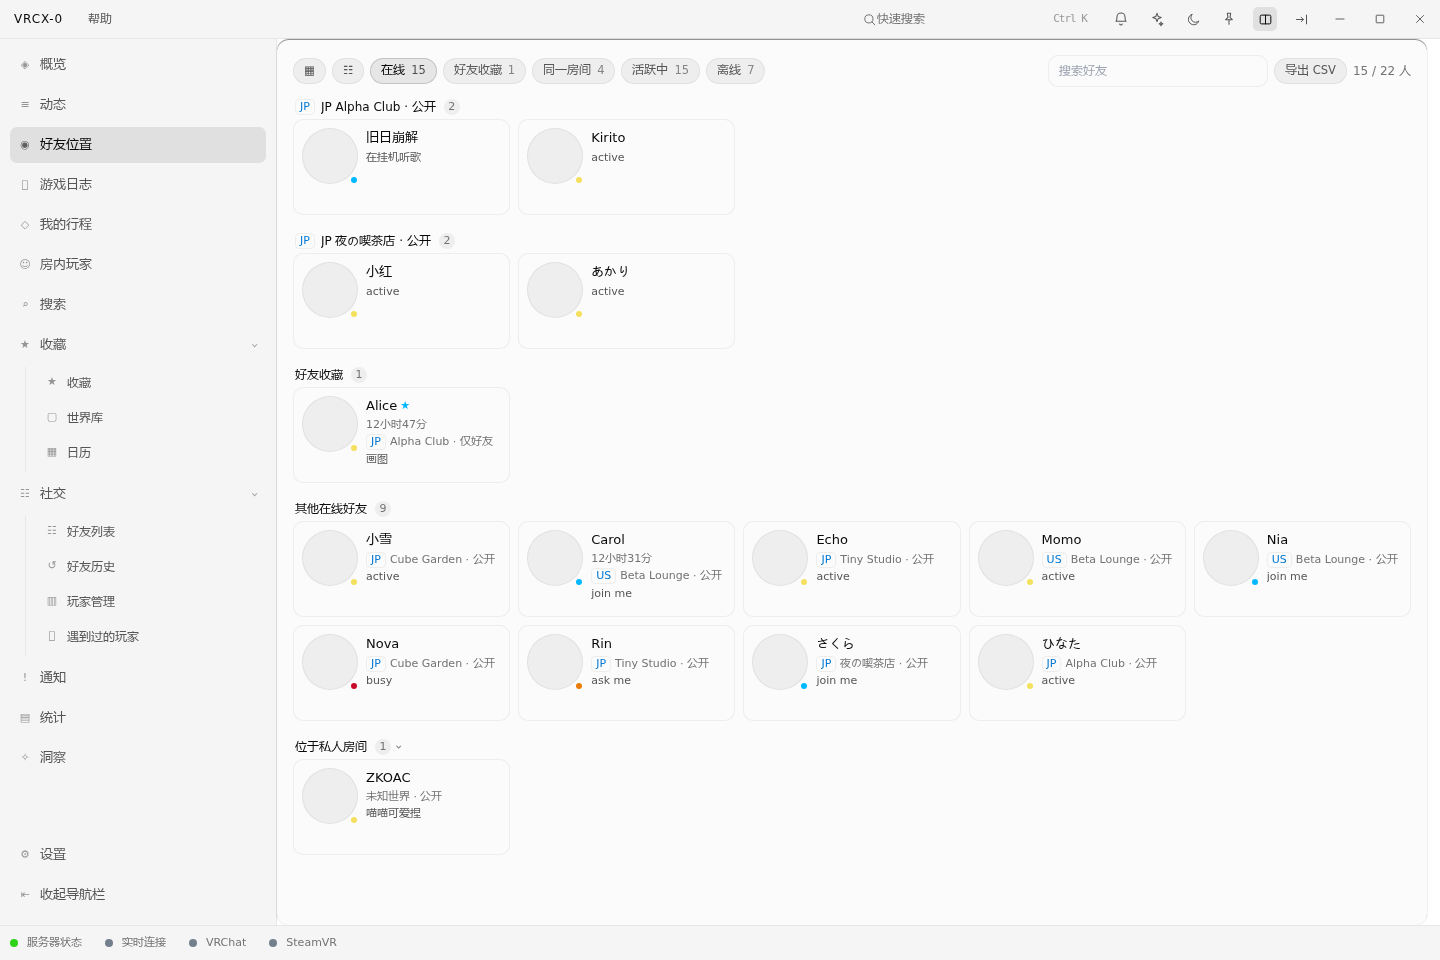 VRCX-0 帮助 快速搜索 Ctrl K
概览
动态
好友位置
游戏日志
我的行程
房内玩家
搜索
收藏
收藏
世界库
日历
社交
好友列表
好友历史
玩家管理
遇到过的玩家
通知
统计
洞察
设置
收起导航栏
在线 15 好友收藏 1 同一房间 4 活跃中 15 离线 7 搜索好友 导出 CSV 15 / 22 人
JP JP Alpha Club · 公开 2
旧日崩解
在挂机听歌
Kirito
active
JP JP 夜の喫茶店 · 公开 2
小红
active
あかり
active
好友收藏 1
Alice ★
12小时47分
JP Alpha Club · 仅好友
画图
其他在线好友 9
小雪
JP Cube Garden · 公开
active
Carol
12小时31分
US Beta Lounge · 公开
join me
Echo
JP Tiny Studio · 公开
active
Momo
US Beta Lounge · 公开
active
Nia
US Beta Lounge · 公开
join me
Nova
JP Cube Garden · 公开
busy
Rin
JP Tiny Studio · 公开
ask me
さくら
JP 夜の喫茶店 · 公开
join me
ひなた
JP Alpha Club · 公开
active
位于私人房间 1
ZKOAC
未知世界 · 公开
喵喵可爱捏
服务器状态 实时连接 VRChat SteamVR